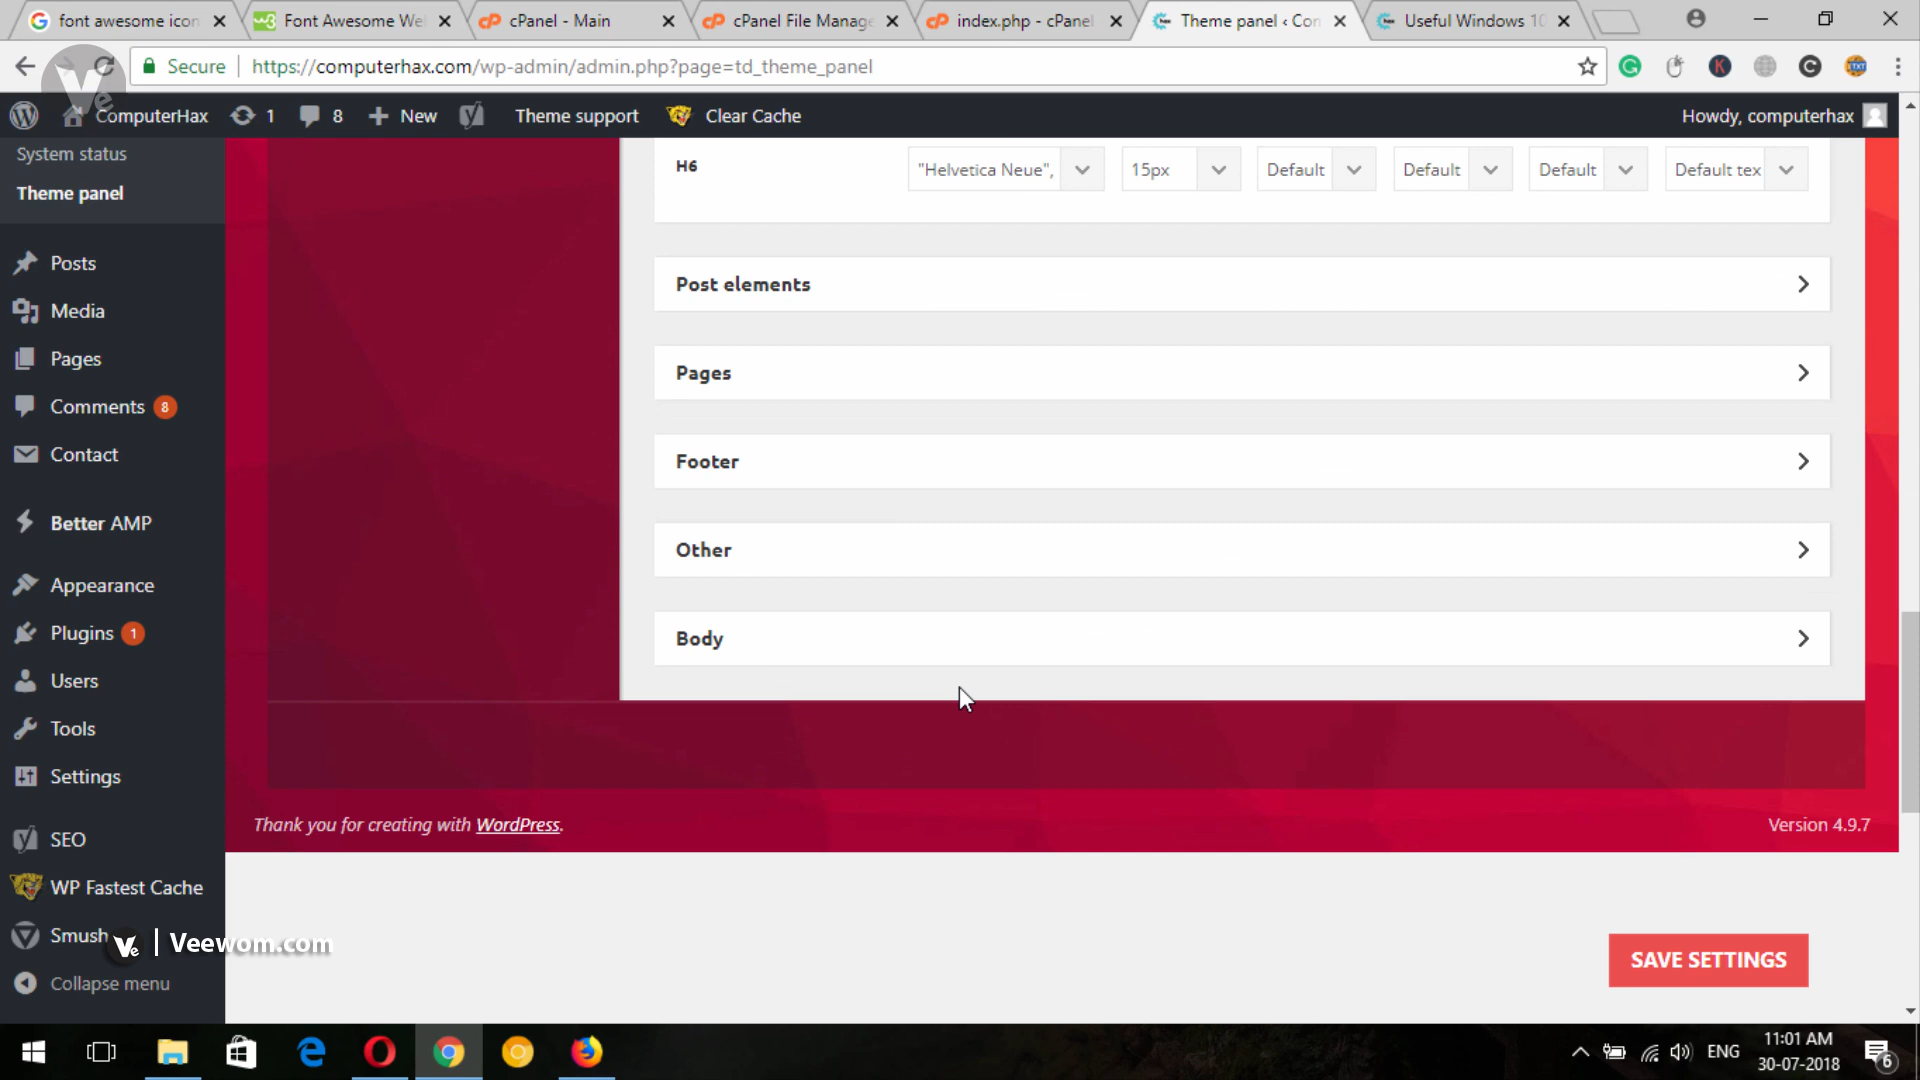 font awesome icon
Font Awesome We
cPanel - Main
cPanel File Manage
index.php - cPanel
Theme panel ‹ Con
Useful Windows 10
Secure
https://computerhax.com/wp-admin/admin.php?page=td_theme_panel
ComputerHax
1
8
New
Theme support
Clear Cache
Howdy, computerhax
System status
Theme panel
Posts
Media
Pages
Comments 8
Contact
Better AMP
Appearance
Plugins 1
Users
Tools
Settings
SEO
WP Fastest Cache
Smush
Collapse menu
H6
"Helvetica Neue",
15px
Default
Default
Default
Default tex
Post elements
Pages
Footer
Other
Body
Thank you for creating with WordPress.
Version 4.9.7
Ve | Veewom.com
SAVE SETTINGS
ENG
11:01 AM
30-07-2018
6